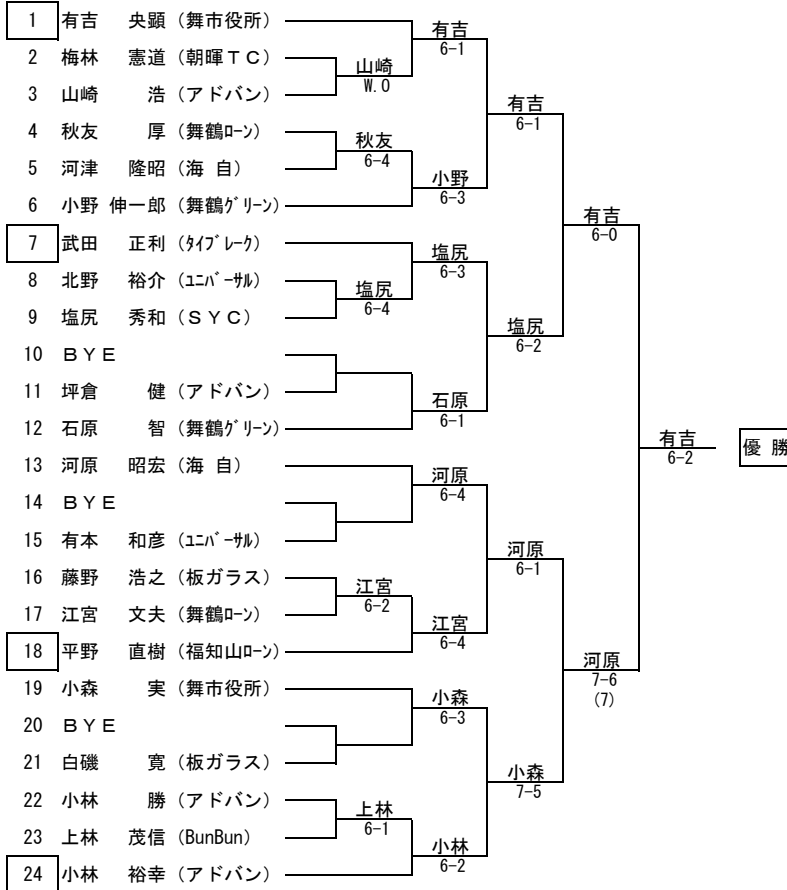 1 有吉 央顕 (舞市役所)
2 梅林 憲道 (朝暉ＴＣ)
3 山崎 浩 (アドバン)
4 秋友 厚 (舞鶴ﾛｰﾝ)
5 河津 隆昭 (海 自)
6 小野 伸一郎 (舞鶴ｸﾞﾘｰﾝ)
7 武田 正利 (ﾀｲﾌﾞﾚｰｸ)
8 北野 裕介 (ﾕﾆﾊﾞｰｻﾙ)
9 塩尻 秀和 (ＳＹＣ)
10 ＢＹＥ
11 坪倉 健 (アドバン)
12 石原 智 (舞鶴ｸﾞﾘｰﾝ)
13 河原 昭宏 (海 自)
14 ＢＹＥ
15 有本 和彦 (ﾕﾆﾊﾞｰｻﾙ)
16 藤野 浩之 (板ガラス)
17 江宮 文夫 (舞鶴ﾛｰﾝ)
18 平野 直樹 (福知山ﾛｰﾝ)
19 小森 実 (舞市役所)
20 ＢＹＥ
21 白磯 寛 (板ガラス)
22 小林 勝 (アドバン)
23 上林 茂信 (BunBun)
24 小林 裕幸 (アドバン)
山崎
W.O
秋友
6-4
塩尻
6-4
江宮
6-2
上林
6-1
有吉
6-1
小野
6-3
塩尻
6-3
石原
6-1
河原
6-4
江宮
6-4
小森
6-3
小林
6-2
有吉
6-1
塩尻
6-2
河原
6-1
小森
7-5
有吉
6-0
河原
7-6
(7)
有吉
6-2
優 勝